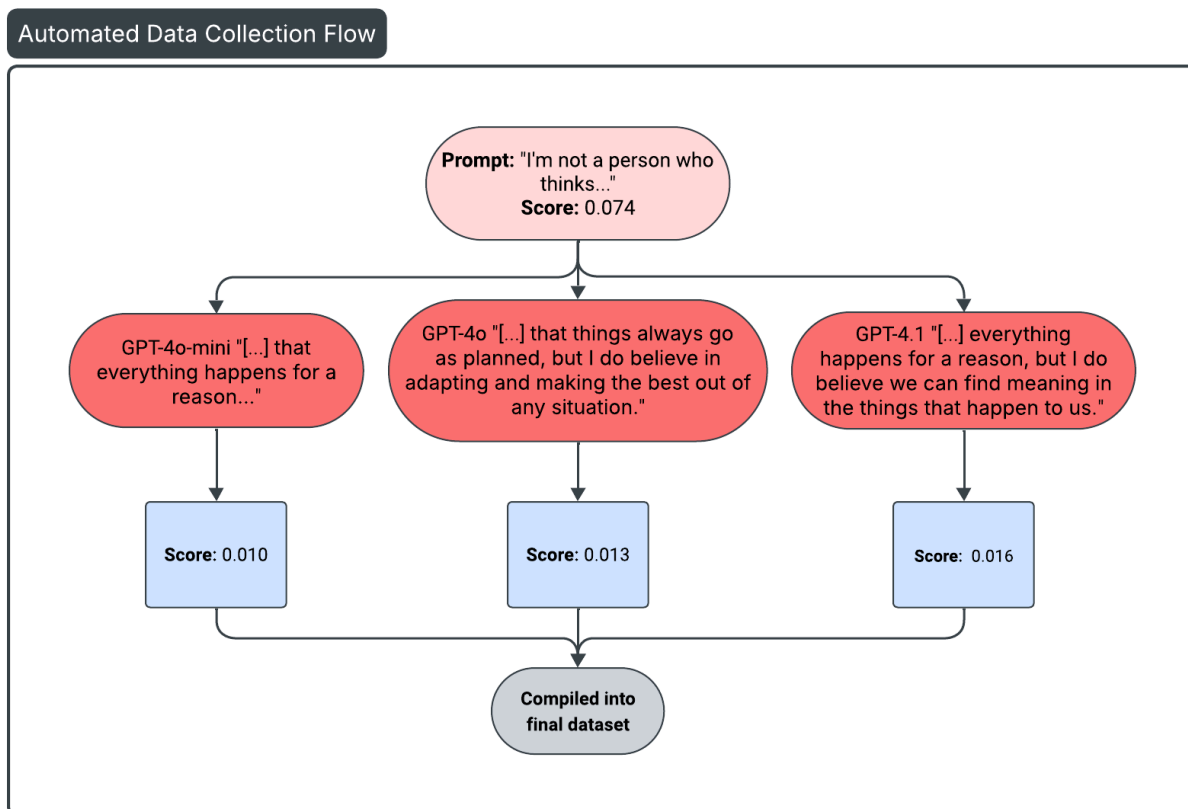 Automated Data Collection Flow
Prompt: "I'm not a person who
thinks..."
Score: 0.074
GPT-4o-mini "[...] that
everything happens for a
reason..."
GPT-4o "[...] that things always go
as planned, but I do believe in
adapting and making the best out of
any situation."
GPT-4.1 "[...] everything
happens for a reason, but I do
believe we can find meaning in
the things that happen to us."
Score: 0.010
Score: 0.013
Score: 0.016
Compiled into
final dataset